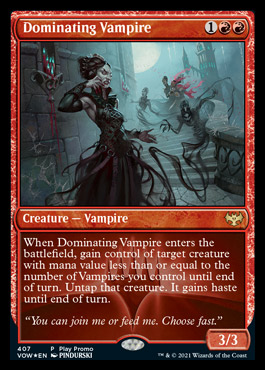 Dominating Vampire 1
Creature — Vampire
When Dominating Vampire enters the
battlefield, gain control of target creature
with mana value less than or equal to the
number of Vampires you control until end
of turn. Untap that creature. It gains haste
until end of turn.
“You can join me or feed me. Choose fast.”
3/3
407 P Play Promo
VOW EN PINDURSKI
™ & © 2021 Wizards of the Coast